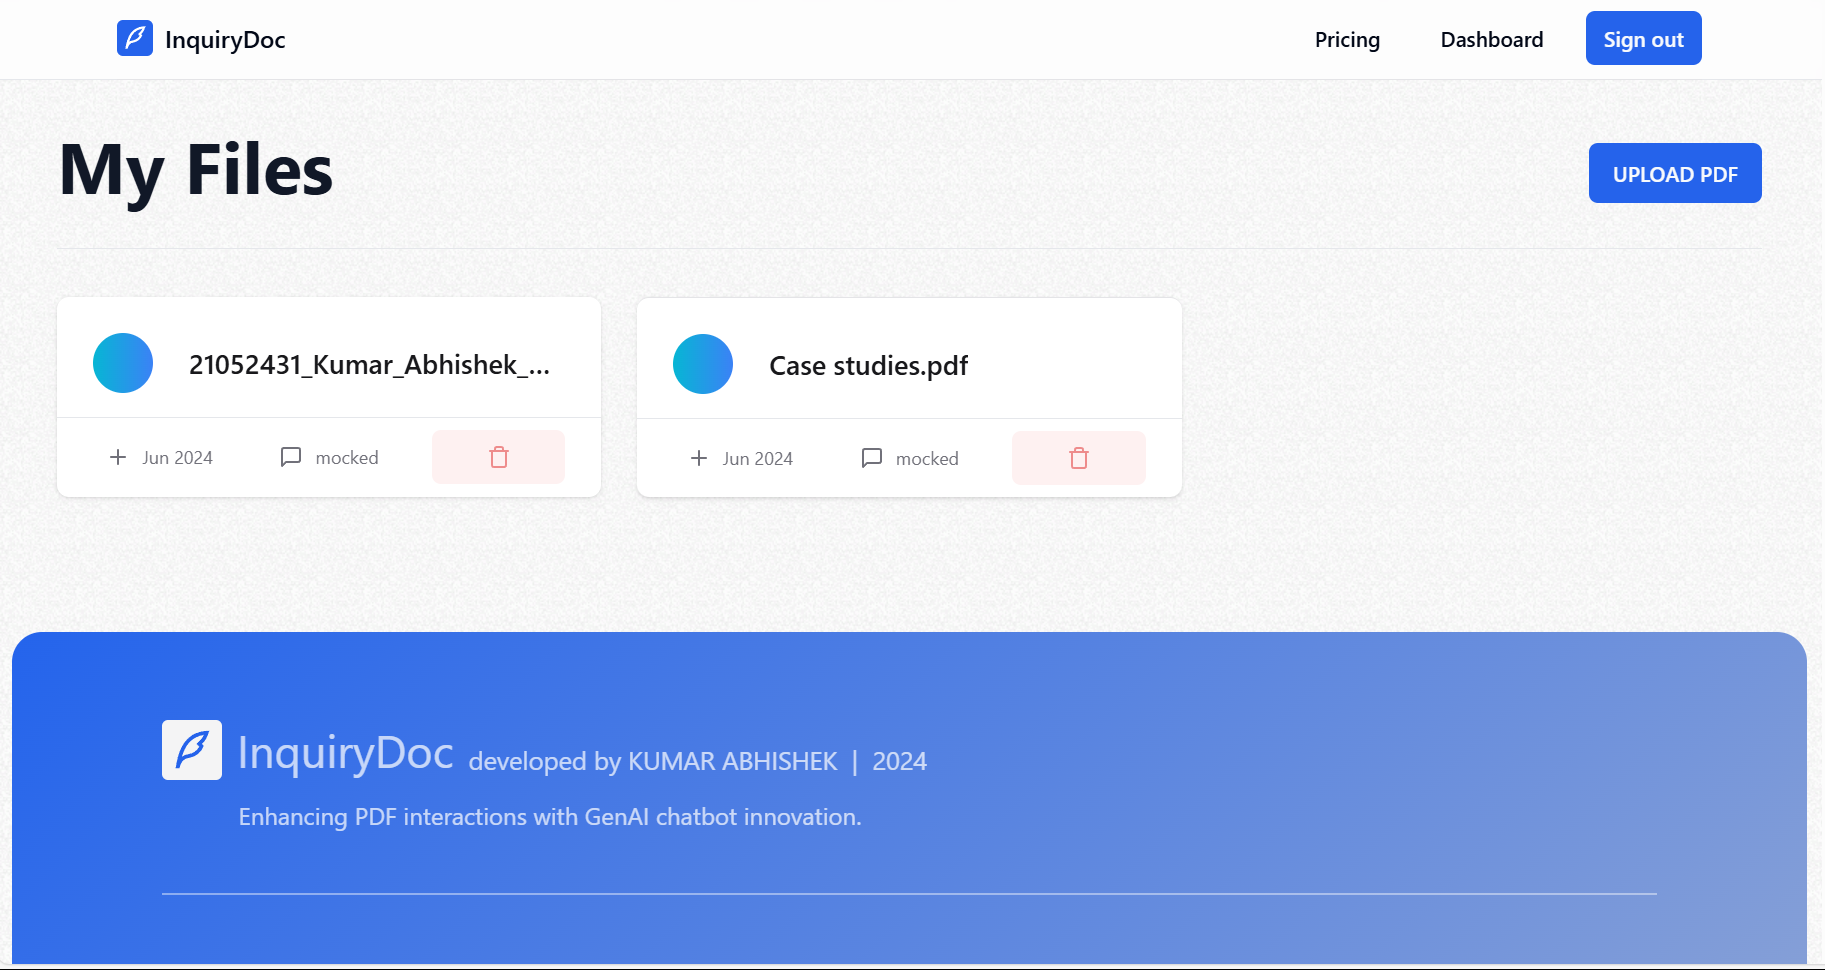 InquiryDoc
Pricing
Dashboard
Sign out
My Files
UPLOAD PDF
21052431_Kumar_Abhishek_...
Jun 2024
mocked
Case studies.pdf
Jun 2024
mocked
InquiryDoc developed by KUMAR ABHISHEK | 2024
Enhancing PDF interactions with GenAI chatbot innovation.